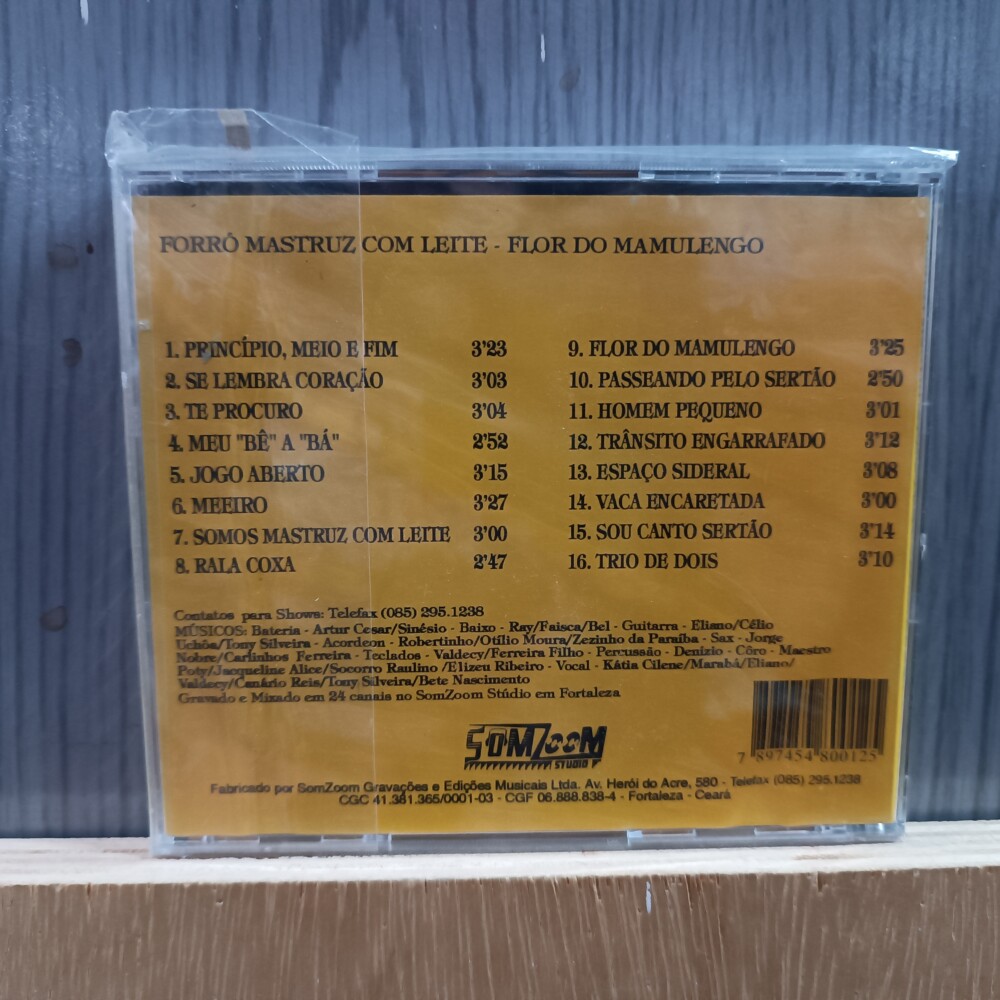 FORRÓ MASTRUZ COM LEITE - FLOR DO MAMULENGO
1. PRINCÍPIO, MEIO E FIM 3'23
2. SE LEMBRA CORAÇÃO 3'03
3. TE PROCURO 3'04
4. MEU "BÊ" A "BÁ" 2'52
5. JOGO ABERTO 3'15
6. MEEIRO 3'27
7. SOMOS MASTRUZ COM LEITE 3'00
8. RALA COXA 2'47
9. FLOR DO MAMULENGO 3'25
10. PASSEANDO PELO SERTÃO 2'50
11. HOMEM PEQUENO 3'01
12. TRÂNSITO ENGARRAFADO 3'12
13. ESPAÇO SIDERAL 3'08
14. VACA ENCARETADA 3'00
15. SOU CANTO SERTÃO 3'14
16. TRIO DE DOIS 3'10
Contatos para Shows: Telefax (085) 295.1238
MÚSICOS: Bateria - Artur Cesar/Sinésio - Baixo - Ray/Faisca/Bel - Guitarra - Eliano/Célio
Uchôa/Tony Silveira - Acordeon - Robertinho/Otílio Moura/Zezinho da Paraíba - Sax - Jorge
Nobre/Carlinhos Ferreira - Teclados - Valdecy/Ferreira Filho - Percussão - Denizio - Côro - Maestro
Poty/Jacqueline Alice/Socorro Raulino /Elizeu Ribeiro - Vocal - Kátia Cilene/Marabá/Eliano/
Valdecy/Canário Reis/Tony Silveira/Bete Nascimento
Gravado e Mixado em 24 canais no SomZoom Stúdio em Fortaleza
SOMZOOM
STUDIO
7 897454 800125
Fabricado por SomZoom Gravações e Edições Musicais Ltda. Av. Herói do Acre, 580 - Telefax (085) 295.1238
CGC 41.381.365/0001-03 - CGF 06.888.838-4 - Fortaleza - Ceará